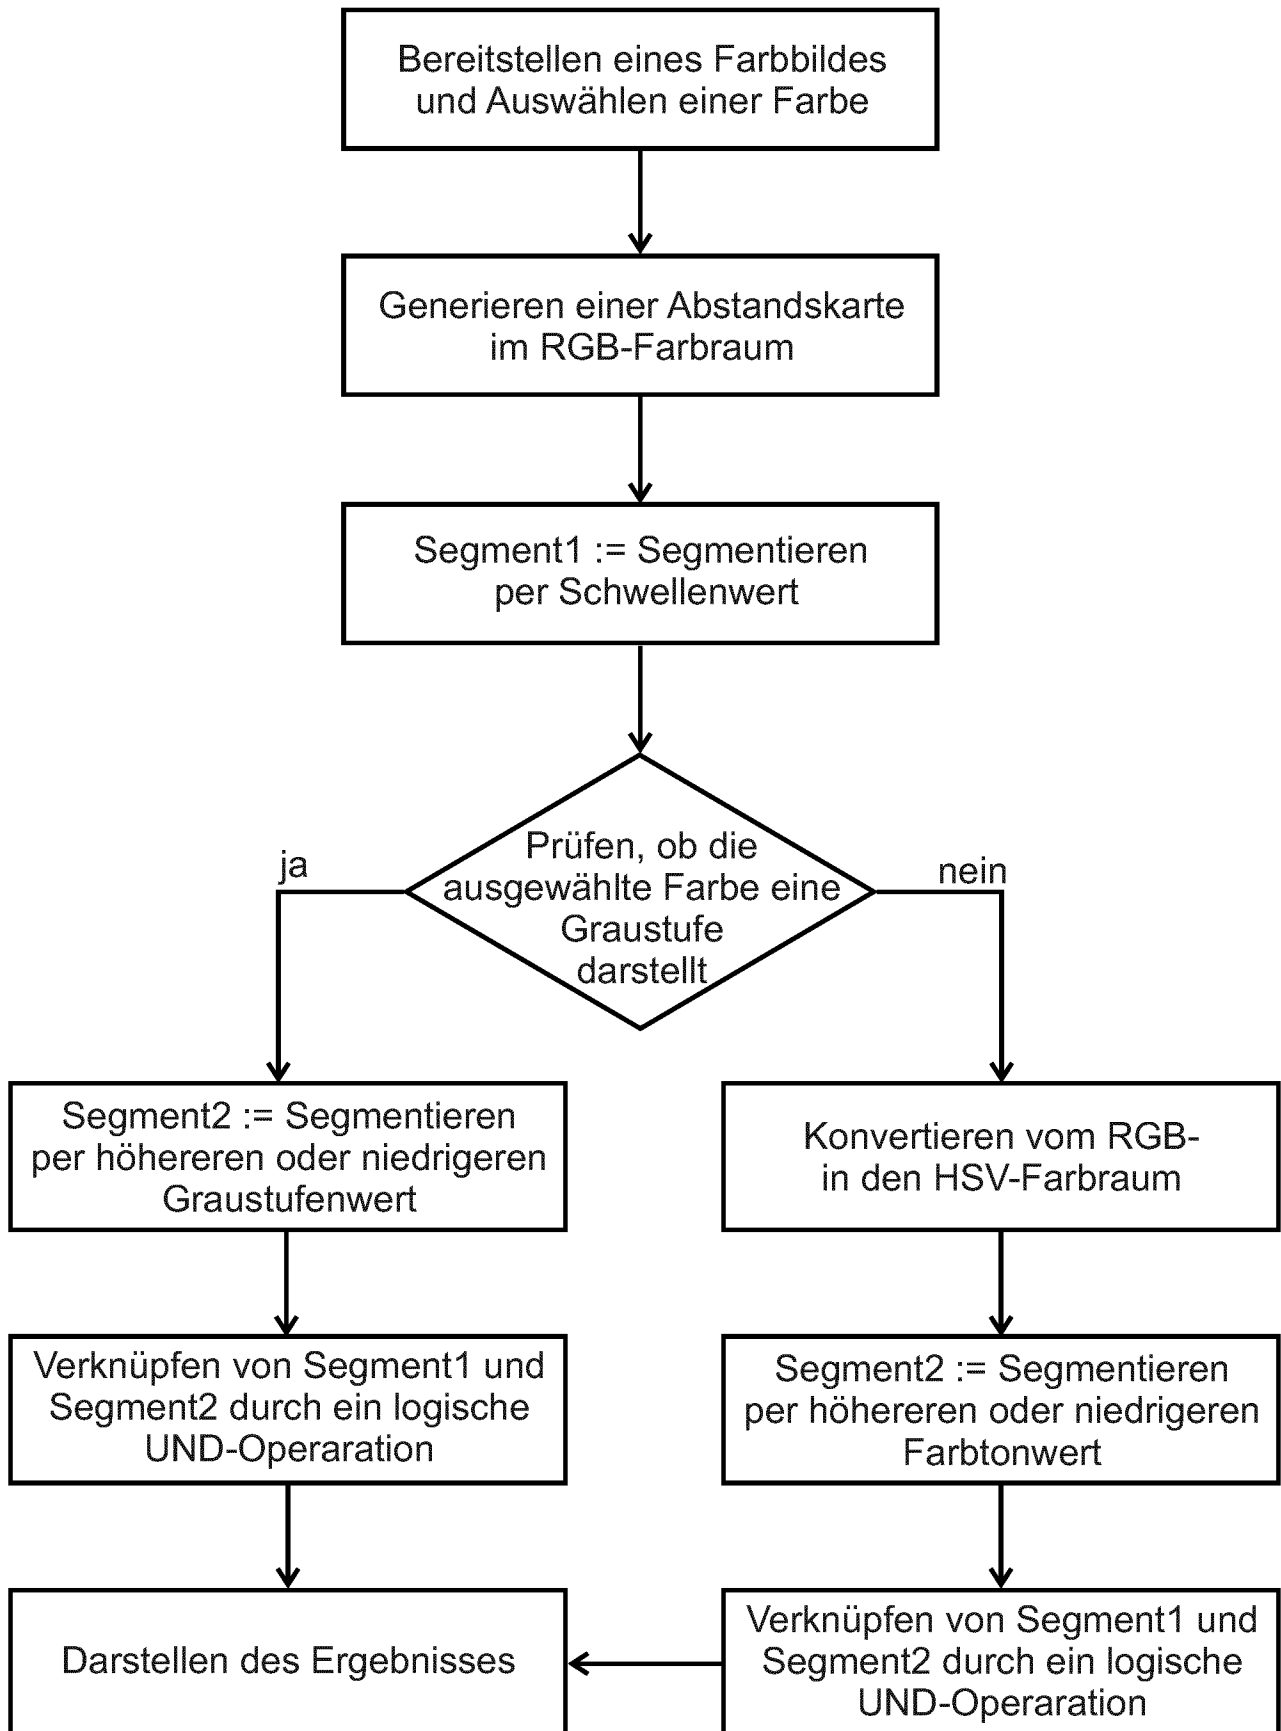 Bereitstellen eines Farbbildes
und Auswählen einer Farbe
Generieren einer Abstandskarte
im RGB-Farbraum
Segment1 := Segmentieren
per Schwellenwert
Prüfen, ob die
ausgewählte Farbe eine
Graustufe
darstellt
ja
nein
Segment2 := Segmentieren
per höhereren oder niedrigeren
Graustufenwert
Konvertieren vom RGB-
in den HSV-Farbraum
Verknüpfen von Segment1 und
Segment2 durch ein logische
UND-Operaration
Segment2 := Segmentieren
per höhereren oder niedrigeren
Farbtonwert
Darstellen des Ergebnisses
Verknüpfen von Segment1 und
Segment2 durch ein logische
UND-Operaration